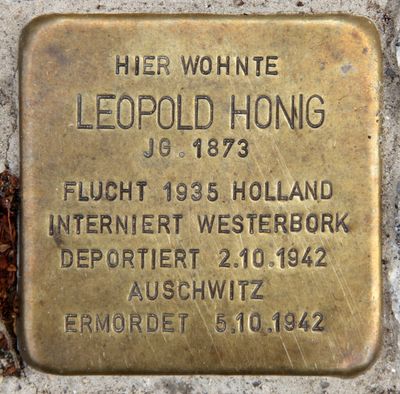 HIER WOHNTE
LEOPOLD HONIG
JG. 1873
FLUCHT 1935 HOLLAND
INTERNIERT WESTERBORK
DEPORTIERT 2.10.1942
AUSCHWITZ
ERMORDET 5.10.1942